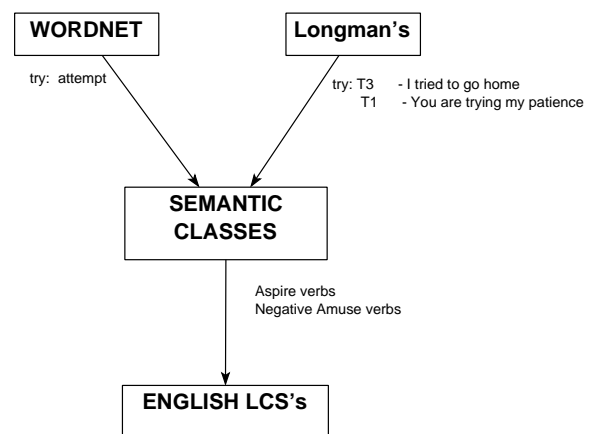 WORDNET
Longman's
try: attempt
try: T3 - I tried to go home
T1 - You are trying my patience
SEMANTIC
CLASSES
Aspire verbs
Negative Amuse verbs
ENGLISH LCS's